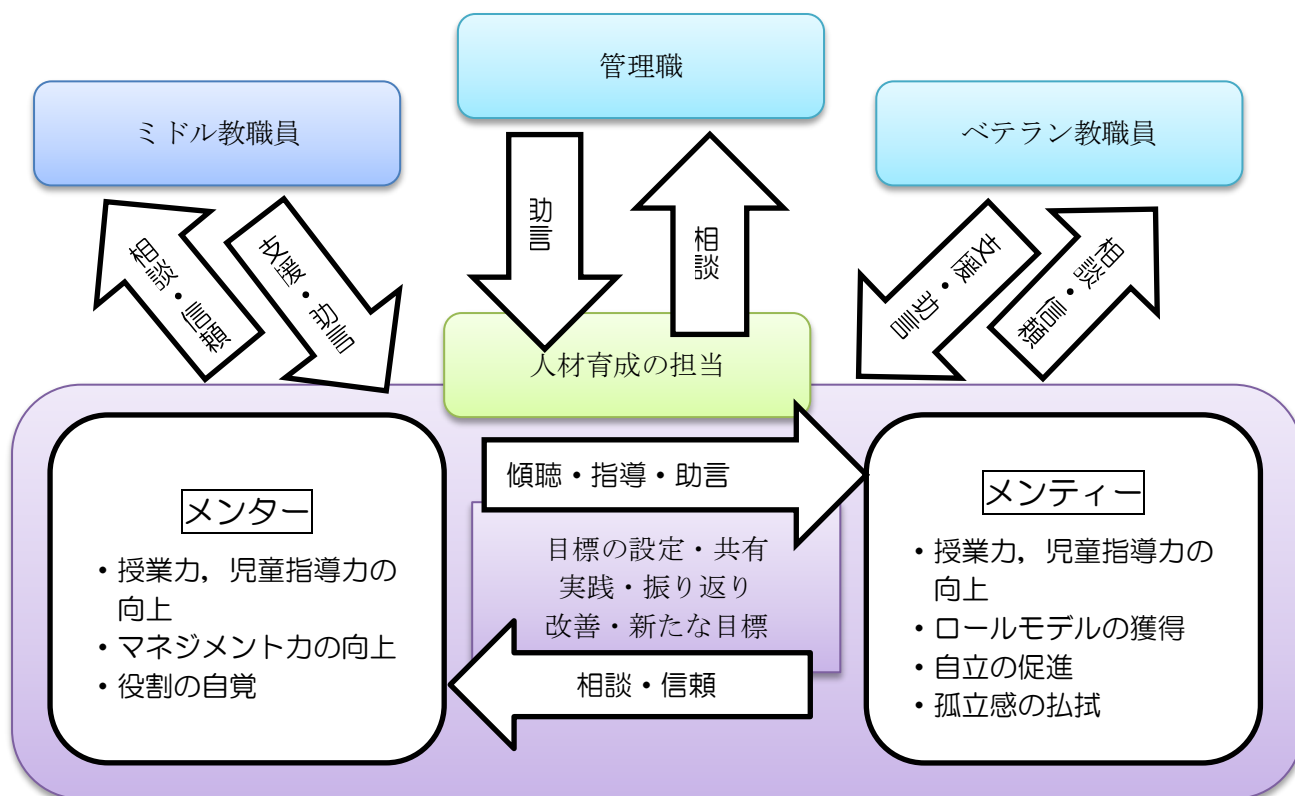 管理職
ミドル教職員
ベテラン教職員
助言
相談
相談・信頼
支援・助言
支援・助言
相談・信頼
人材育成の担当
傾聴・指導・助言
メンター
・授業力，児童指導力の
向上
・マネジメント力の向上
・役割の自覚
目標の設定・共有
実践・振り返り
改善・新たな目標
相談・信頼
メンティー
・授業力，児童指導力の
向上
・ロールモデルの獲得
・自立の促進
・孤立感の払拭